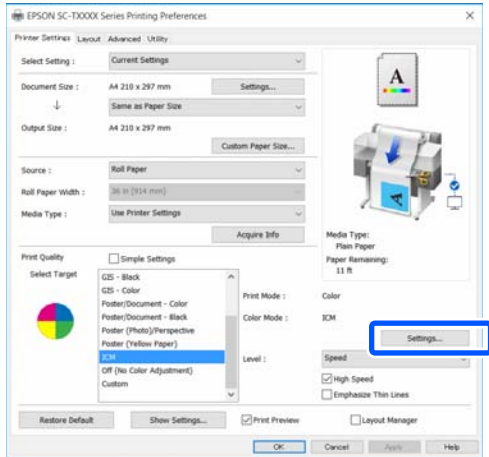 EPSON SC-TXXXX Series Printing Preferences
Printer Settings Layout Advanced Utility
Select Setting : Current Settings
Document Size : A4 210 x 297 mm Settings...
Same as Paper Size
Output Size : A4 210 x 297 mm
Custom Paper Size...
Source : Roll Paper
Roll Paper Width : 36 in (914 mm)
Media Type : Use Printer Settings
Acquire Info
Media Type:
Plain Paper
Paper Remaining:
11 ft
Print Quality Simple Settings
Select Target
GIS - Black
GIS - Color
Poster/Document - Color
Poster/Document - Black
Poster (Photo)/Perspective
Poster (Yellow Paper)
ICM
Off (No Color Adjustment)
Custom
Print Mode : Color
Color Mode : ICM
Settings...
Level : Speed
High Speed
Emphasize Thin Lines
Restore Default Show Settings... Print Preview Layout Manager
OK Cancel Apply Help
A
A